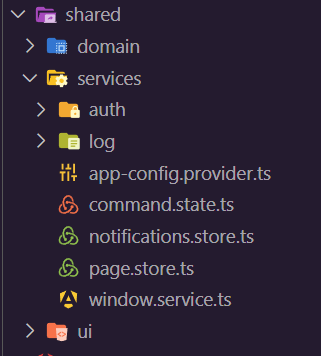 shared
domain
services
auth
log
app-config.provider.ts
command.state.ts
notifications.store.ts
page.store.ts
window.service.ts
ui